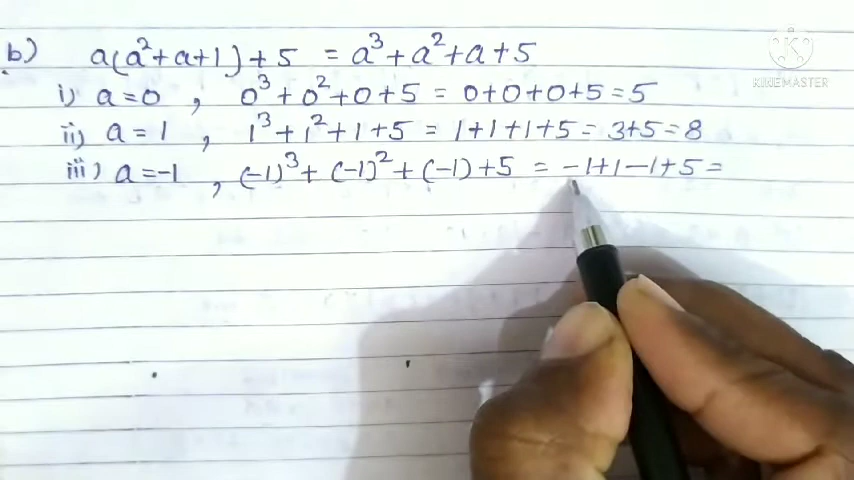 b) a(a²+a+1)+5 = a³+a²+a+5
i) a=0 , 0³+0²+0+5 = 0+0+0+5=5
ii) a=1 , 1³+1²+1+5 = 1+1+1+5=3+5=8
iii) a=-1 , (-1)³+(-1)²+(-1)+5 = -1+1-1+5=
K
KINEMASTER